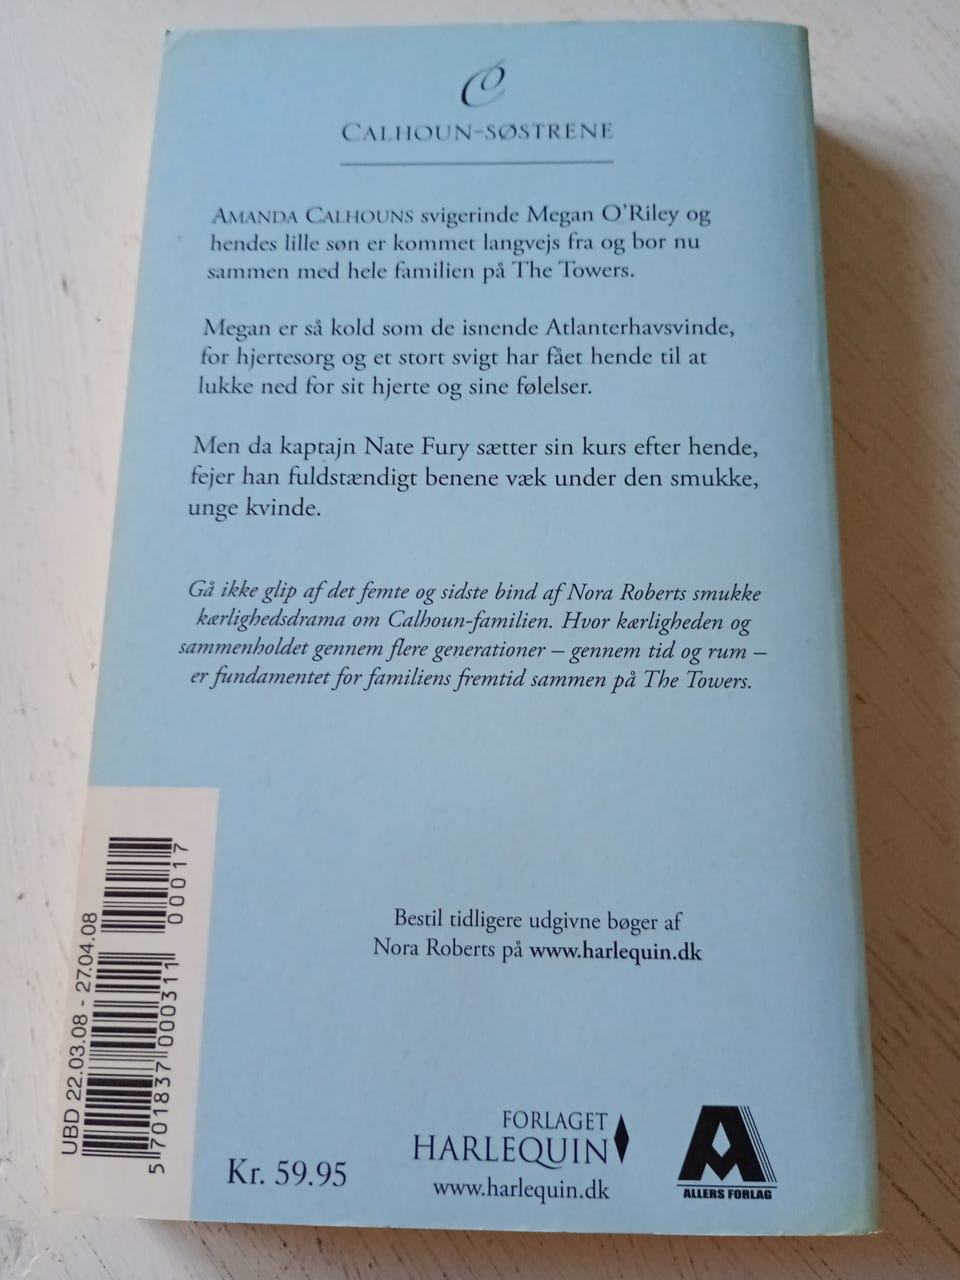 C
CALHOUN-SØSTRENE
AMANDA CALHOUNS svigerinde Megan O'Riley og
hendes lille søn er kommet langvejs fra og bor nu
sammen med hele familien på The Towers.
Megan er så kold som de isnende Atlanterhavsvinde,
for hjertesorg og et stort svigt har fået hende til at
lukke ned for sit hjerte og sine følelser.
Men da kaptajn Nate Fury sætter sin kurs efter hende,
fejer han fuldstændigt benene væk under den smukke,
unge kvinde.
Gå ikke glip af det femte og sidste bind af Nora Roberts smukke
kærlighedsdrama om Calhoun-familien. Hvor kærligheden og
sammenholdet gennem flere generationer – gennem tid og rum –
er fundamentet for familiens fremtid sammen på The Towers.
Bestil tidligere udgivne bøger af
Nora Roberts på www.harlequin.dk
UBD 22.03.08 - 27.04.08
5 701837 000311
00017
Kr. 59.95
FORLAGET
HARLEQUIN
www.harlequin.dk
A
ALLERS FORLAG